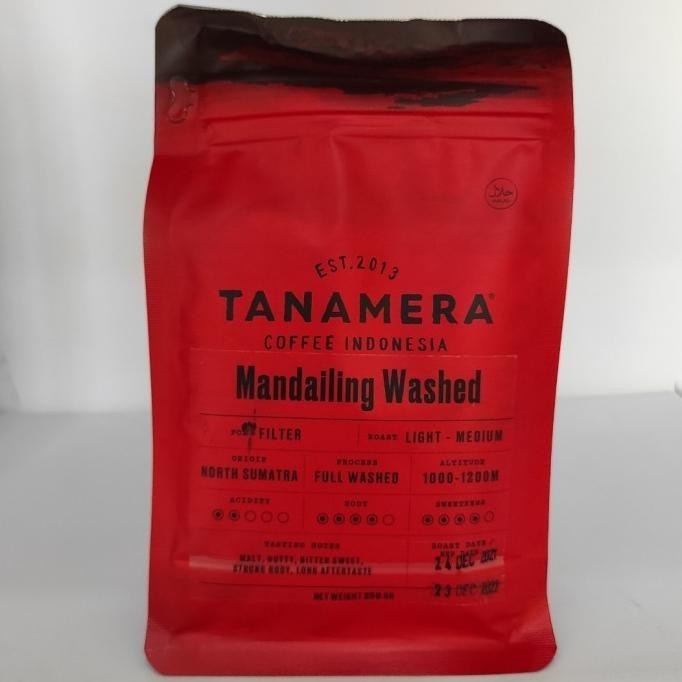 حلال
HALAL
EST. 2013
TANAMERA®
COFFEE INDONESIA
Mandailing Washed
FOR FILTER
ROAST LIGHT - MEDIUM
ORIGIN
NORTH SUMATRA
PROCESS
FULL WASHED
ALTITUDE
1000-1200M
ACIDITY
BODY
SWEETNESS
TASTING NOTES
MALT, NUTTY, BITTER SWEET,
STRONG BODY, LONG AFTERTASTE
ROAST DATE /
24 DEC 2021
23 DEC 2022
NET WEIGHT